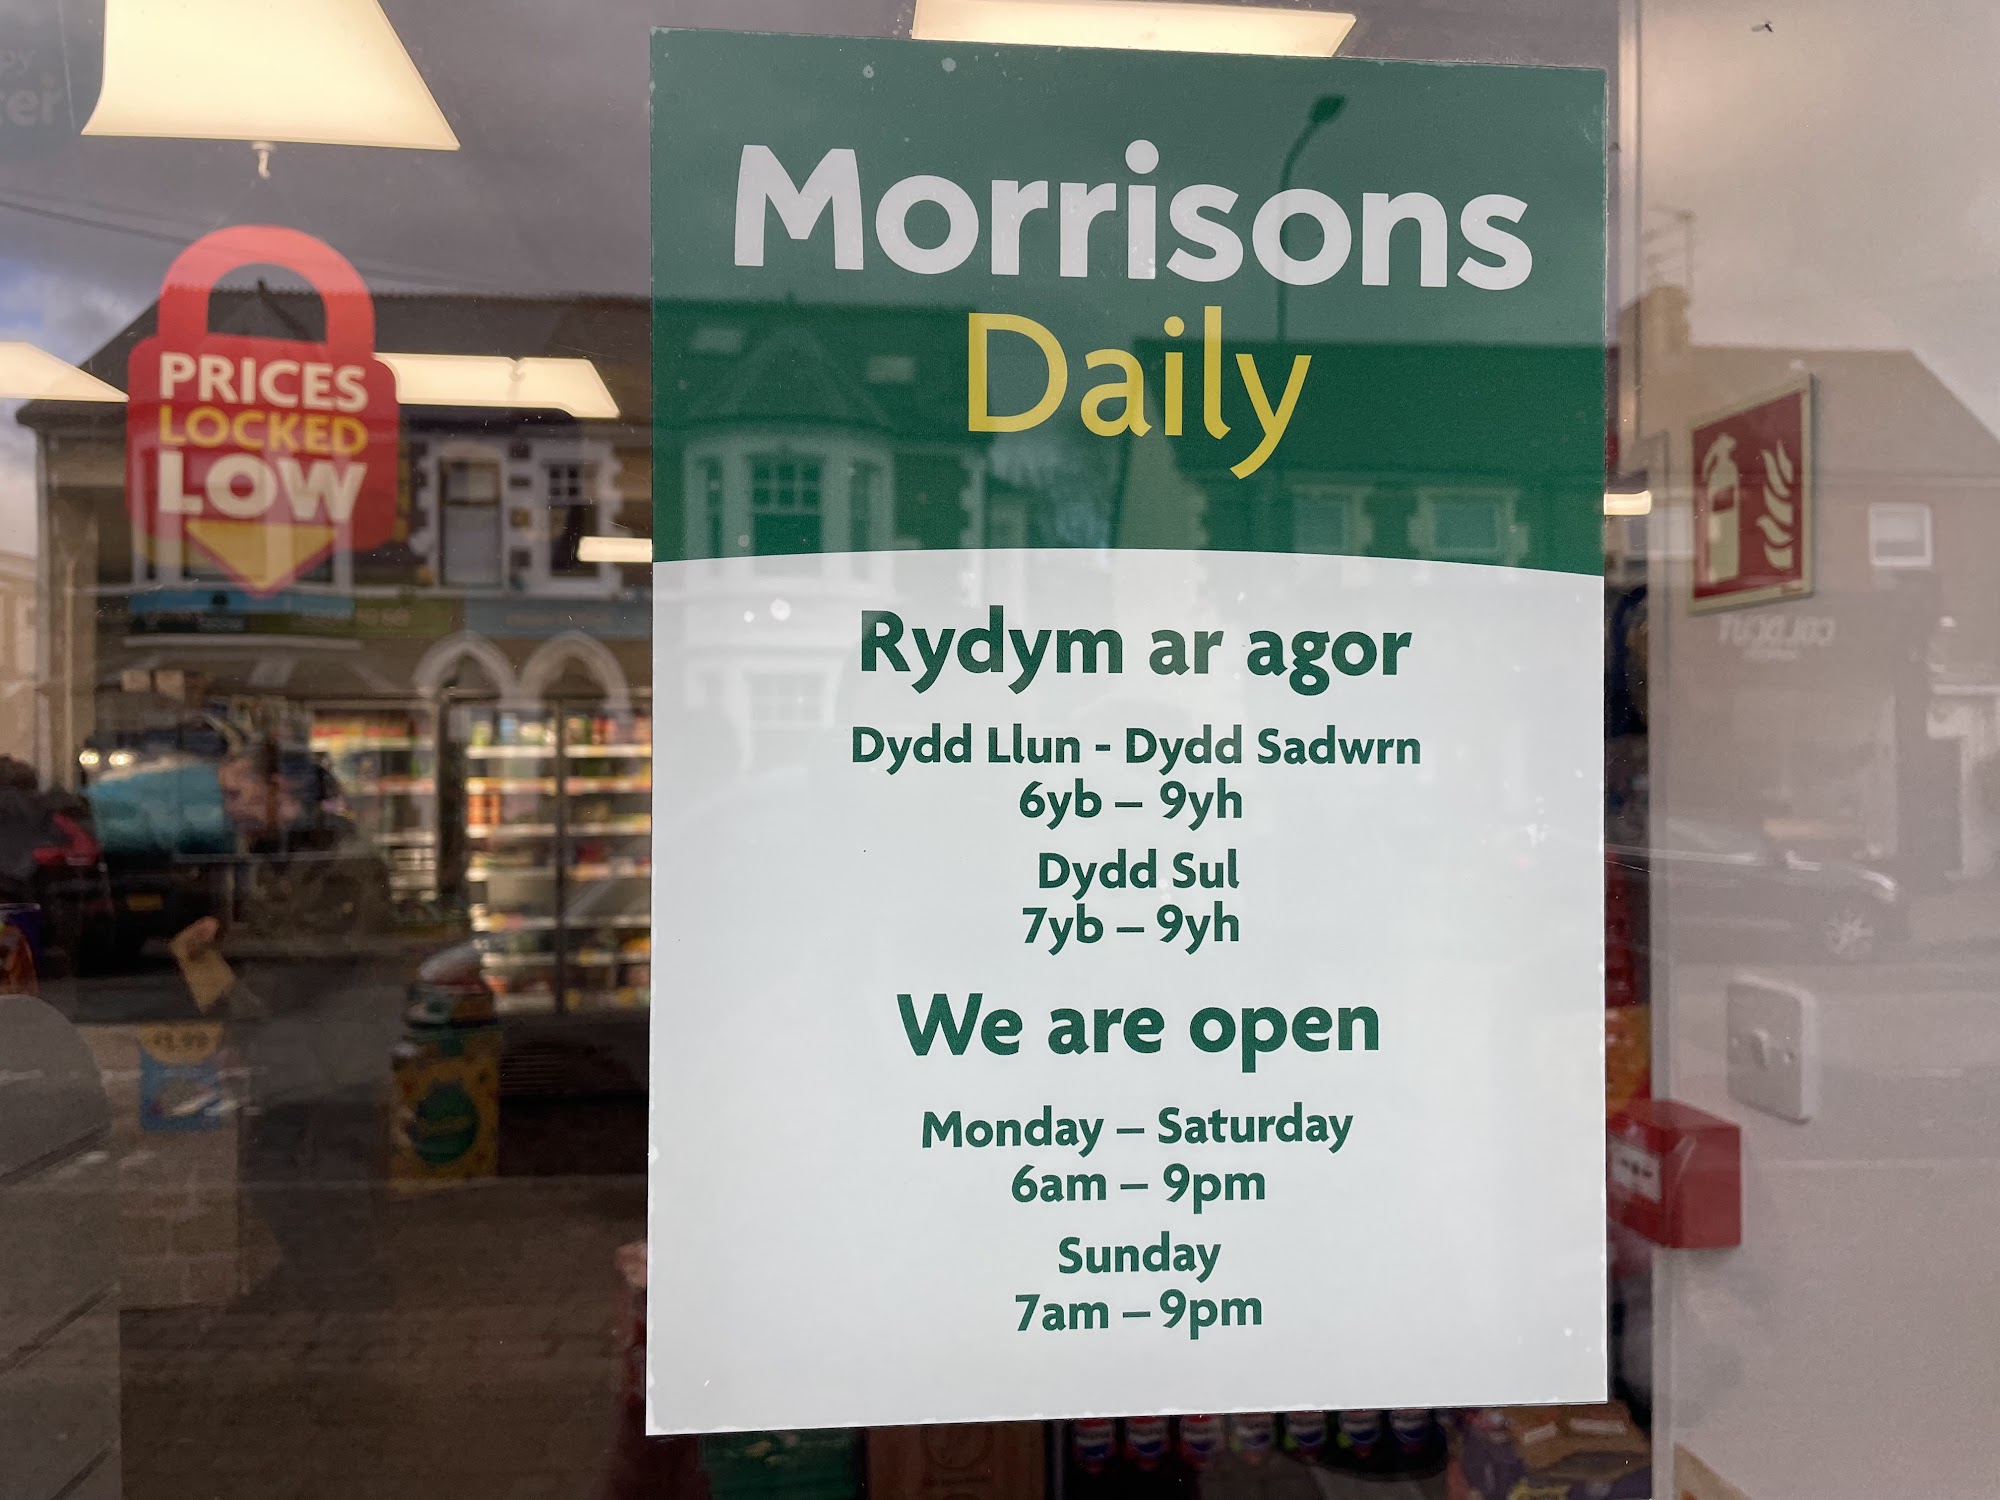 PRICES
LOCKED
LOW
Morrisons
Daily
Rydym ar agor
Dydd Llun - Dydd Sadwrn
6yb – 9yh
Dydd Sul
7yb – 9yh
We are open
Monday – Saturday
6am – 9pm
Sunday
7am – 9pm